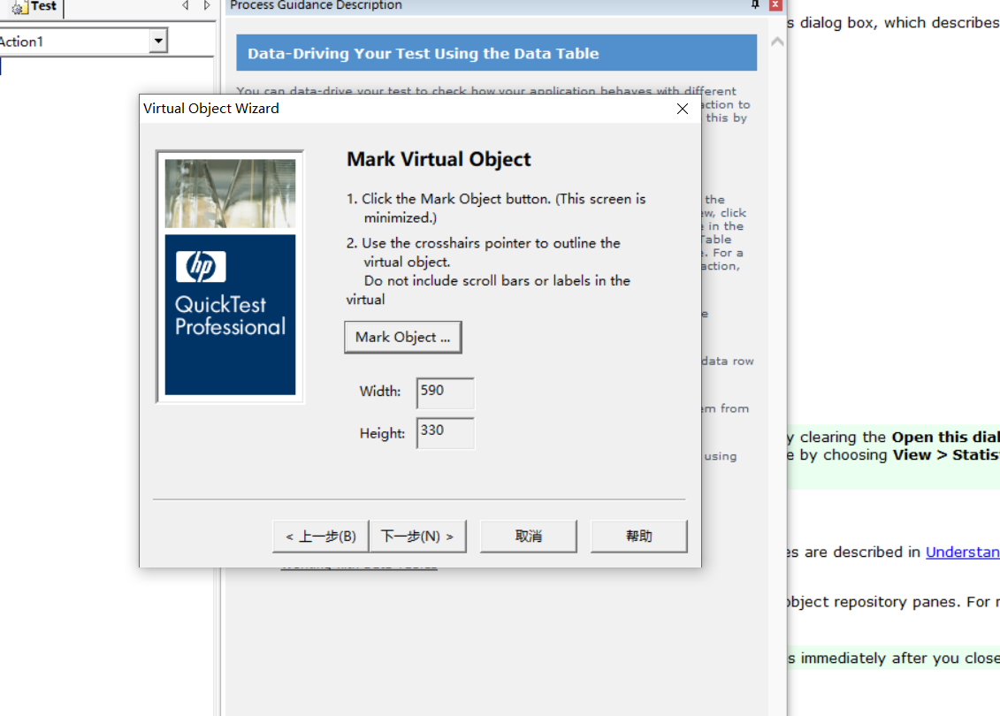 Test
Process Guidance Description
Action1
s dialog box, which describes
Data-Driving Your Test Using the Data Table
You can data-drive your test to check how your application behaves with different
action to
this by
Virtual Object Wizard
Mark Virtual Object
1. Click the Mark Object button. (This screen is
minimized.)
2. Use the crosshairs pointer to outline the
virtual object.
Do not include scroll bars or labels in the
virtual
hp
QuickTest
Professional
Mark Object ...
Width:
590
Height:
330
< 上一步(B)
下一步(N) >
取消
帮助
the
ew, click
in the
Table
. For a
action,
e
data row
em from
using
y clearing the Open this dial
e by choosing View > Statis
es are described in Understan
object repository panes. For r
s immediately after you close